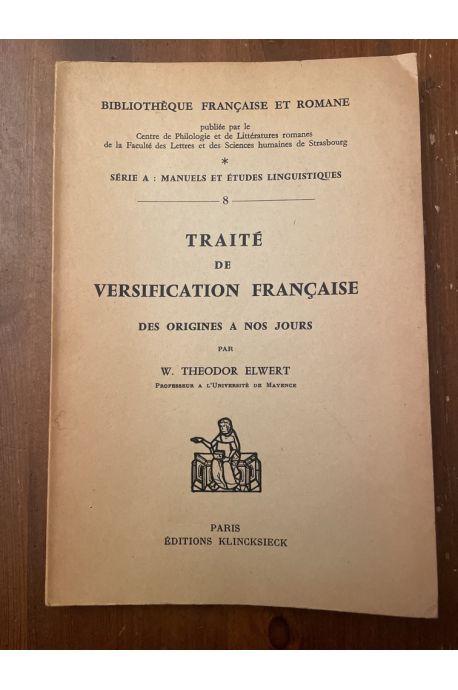 BIBLIOTHÈQUE FRANÇAISE ET ROMANE
publiée par le
Centre de Philologie et de Littératures romanes
de la Faculté des Lettres et des Sciences humaines de Strasbourg
*
SÉRIE A : MANUELS ET ÉTUDES LINGUISTIQUES
8
TRAITÉ
DE
VERSIFICATION FRANÇAISE
DES ORIGINES A NOS JOURS
PAR
W. THEODOR ELWERT
PROFESSEUR A L'UNIVERSITÉ DE MAYENCE
PARIS
ÉDITIONS KLINCKSIECK